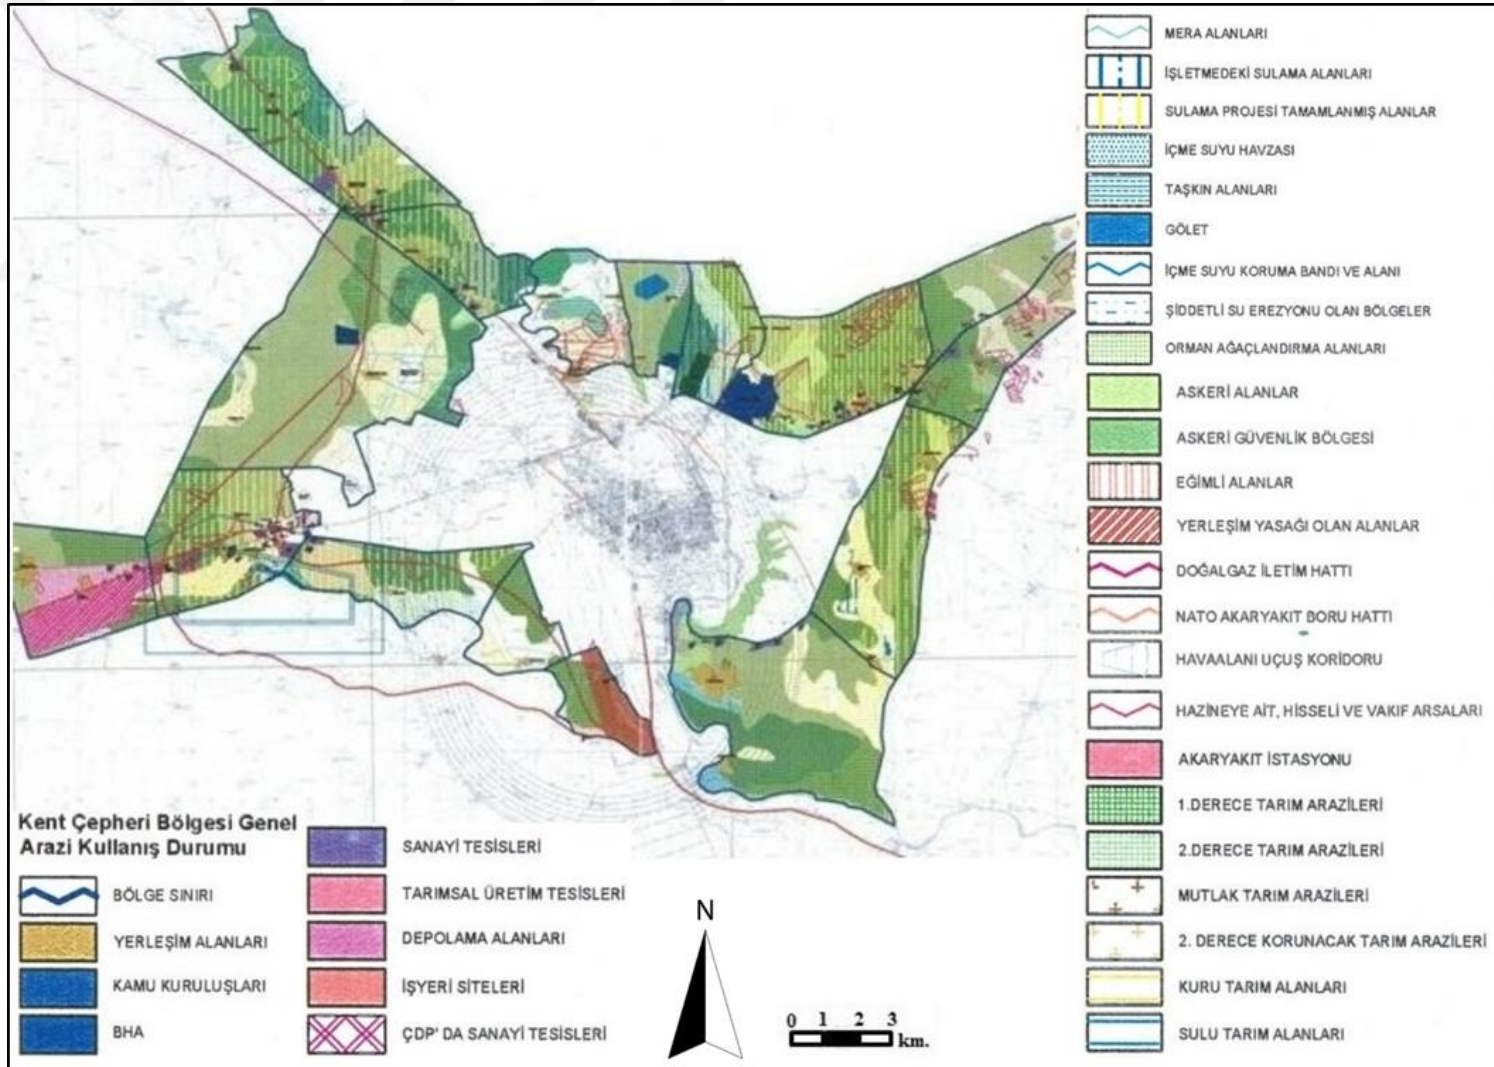 MERA ALANLARI
İŞLETMEDEKİ SULAMA ALANLARI
SULAMA PROJESİ TAMAMLANMIŞ ALANLAR
İÇME SUYU HAVZASI
TAŞKIN ALANLARI
GÖLET
İÇME SUYU KORUMA BANDI VE ALANI
ŞİDDETLİ SU EREZYONU OLAN BÖLGELER
ORMAN AĞAÇLANDIRMA ALANLARI
ASKERİ ALANLAR
ASKERİ GÜVENLİK BÖLGESİ
EĞİMLİ ALANLAR
YERLEŞİM YASAĞI OLAN ALANLAR
DOĞALGAZ İLETİM HATTI
NATO AKARYAKIT BORU HATTI
HAVAALANI UÇUŞ KORİDORU
HAZİNEYE AİT, HİSSELİ VE VAKIF ARSALARI
AKARYAKIT İSTASYONU
1.DERECE TARIM ARAZİLERİ
2.DERECE TARIM ARAZİLERİ
MUTLAK TARIM ARAZİLERİ
2. DERECE KORUNACAK TARIM ARAZİLERİ
KURU TARIM ALANLARI
SULU TARIM ALANLARI
Kent Çepheri Bölgesi Genel
Arazi Kullanış Durumu
BÖLGE SINIRI
YERLEŞİM ALANLARI
KAMU KURULUŞLARI
BHA
SANAYİ TESİSLERİ
TARIMSAL ÜRETİM TESİSLERİ
DEPOLAMA ALANLARI
İŞYERİ SİTELERİ
ÇDP' DA SANAYİ TESİSLERİ
N
0 1 2 3
km.